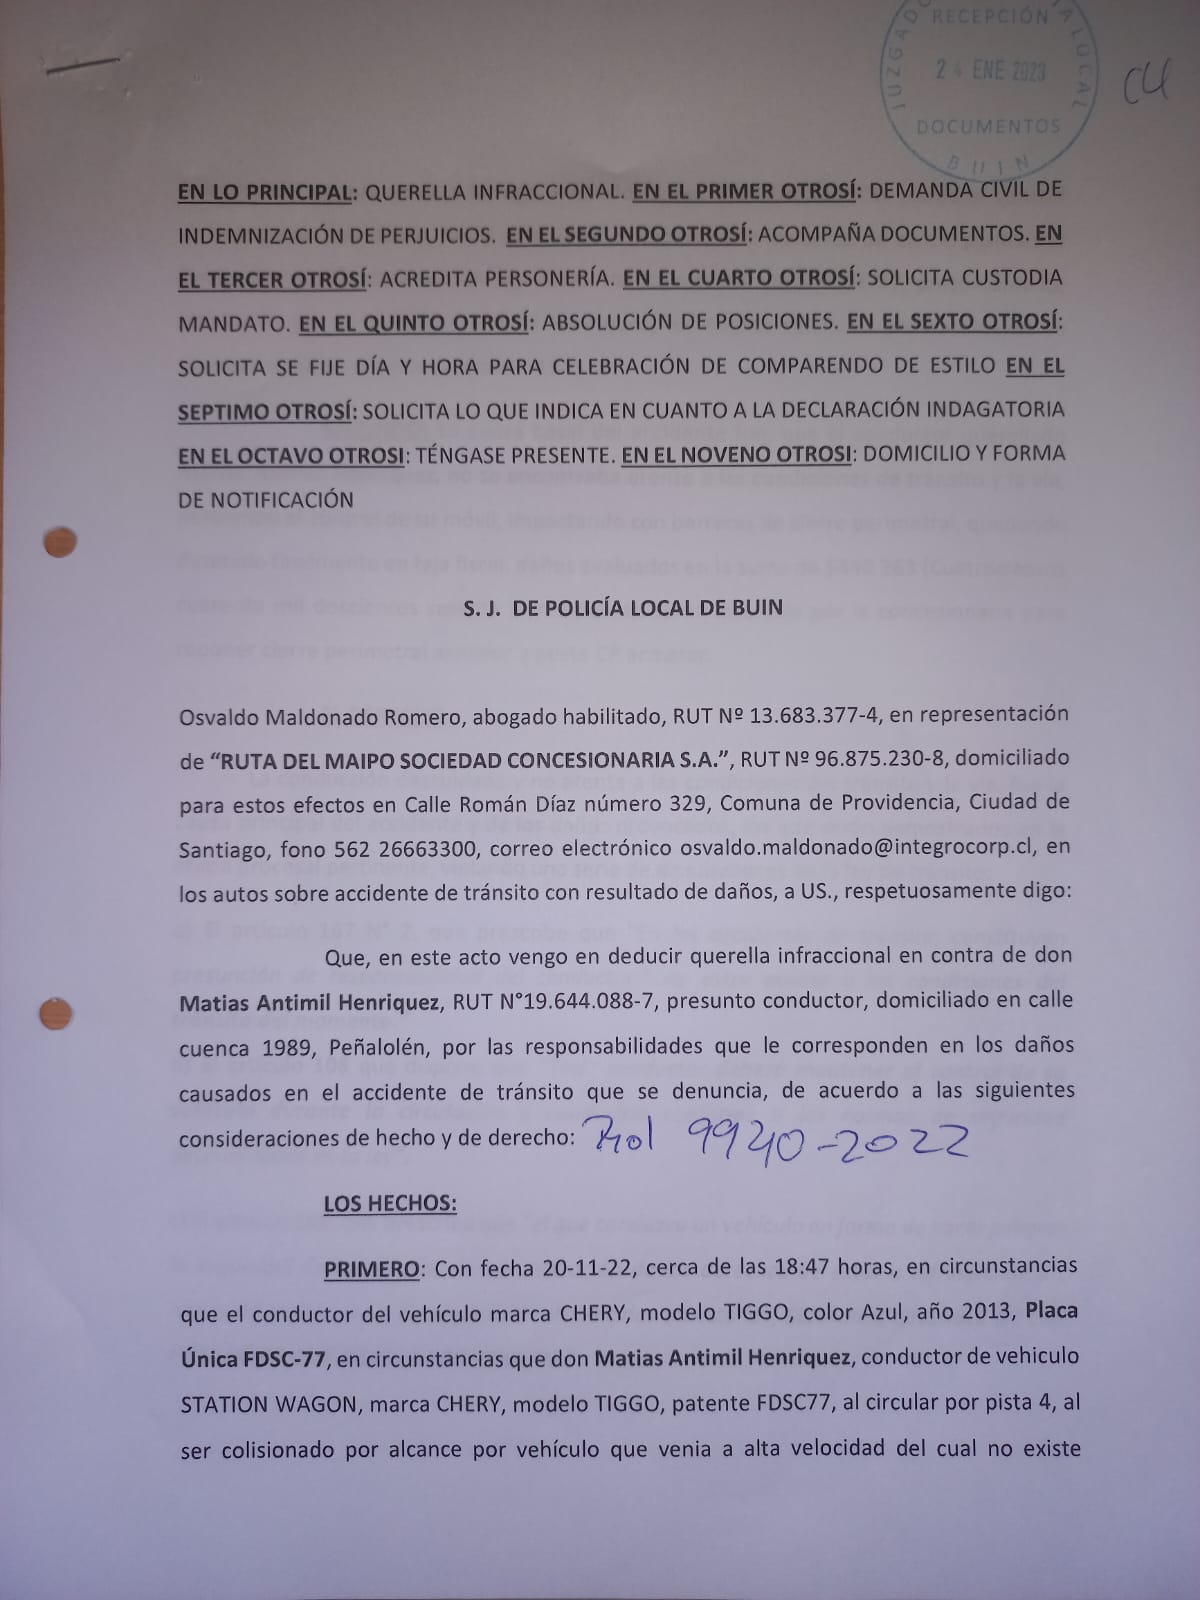 JUZGADO
LOCAL
RECEPCIÓN
24 ENE 2023
DOCUMENTOS
BUIN
EN LO PRINCIPAL: QUERELLA INFRACCIONAL. EN EL PRIMER OTROSÍ: DEMANDA CIVIL DE
INDEMNIZACIÓN DE PERJUICIOS. EN EL SEGUNDO OTROSÍ: ACOMPAÑA DOCUMENTOS. EN
EL TERCER OTROSÍ: ACREDITA PERSONERÍA. EN EL CUARTO OTROSÍ: SOLICITA CUSTODIA
MANDATO. EN EL QUINTO OTROSÍ: ABSOLUCIÓN DE POSICIONES. EN EL SEXTO OTROSÍ:
SOLICITA SE FIJE DÍA Y HORA PARA CELEBRACIÓN DE COMPARENDO DE ESTILO EN EL
SEPTIMO OTROSÍ: SOLICITA LO QUE INDICA EN CUANTO A LA DECLARACIÓN INDAGATORIA
EN EL OCTAVO OTROSI: TÉNGASE PRESENTE. EN EL NOVENO OTROSI: DOMICILIO Y FORMA
DE NOTIFICACIÓN
S. J. DE POLICÍA LOCAL DE BUIN
Osvaldo Maldonado Romero, abogado habilitado, RUT Nº 13.683.377-4, en representación
de “RUTA DEL MAIPO SOCIEDAD CONCESIONARIA S.A.”, RUT Nº 96.875.230-8, domiciliado
para estos efectos en Calle Román Díaz número 329, Comuna de Providencia, Ciudad de
Santiago, fono 562 26663300, correo electrónico osvaldo.maldonado@integrocorp.cl, en
los autos sobre accidente de tránsito con resultado de daños, a US., respetuosamente digo:
Que, en este acto vengo en deducir querella infraccional en contra de don
Matias Antimil Henriquez, RUT N°19.644.088-7, presunto conductor, domiciliado en calle
cuenca 1989, Peñalolén, por las responsabilidades que le corresponden en los daños
causados en el accidente de tránsito que se denuncia, de acuerdo a las siguientes
consideraciones de hecho y de derecho: Rol 9940-2022
LOS HECHOS:
PRIMERO: Con fecha 20-11-22, cerca de las 18:47 horas, en circunstancias
que el conductor del vehículo marca CHERY, modelo TIGGO, color Azul, año 2013, Placa
Única FDSC-77, en circunstancias que don Matias Antimil Henriquez, conductor de vehiculo
STATION WAGON, marca CHERY, modelo TIGGO, patente FDSC77, al circular por pista 4, al
ser colisionado por alcance por vehículo que venia a alta velocidad del cual no existe